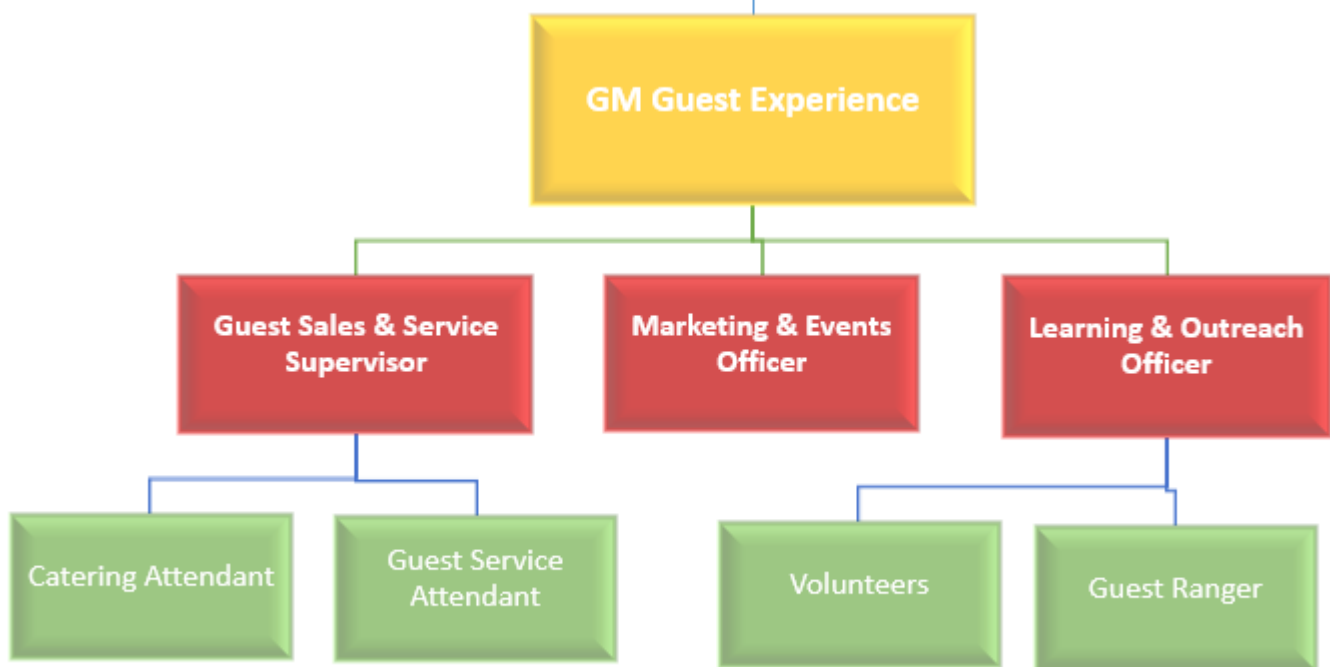 GM Guest Experience
Guest Sales & Service
Supervisor
Marketing & Events
Officer
Learning & Outreach
Officer
Catering Attendant
Guest Service
Attendant
Volunteers
Guest Ranger